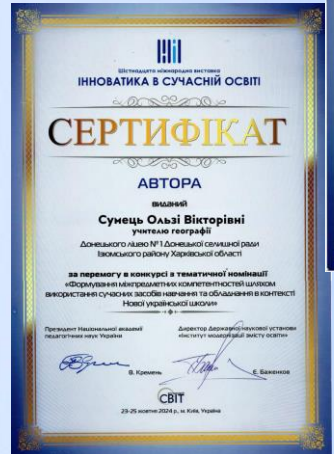 Шістнадцята міжнародна виставка
ІННОВАТИКА В СУЧАСНІЙ ОСВІТІ
СЕРТИФІКАТ
АВТОРА
виданий
Сумець Ользі Вікторівні
учителю географії
Донецького ліцею №1 Донецької селищної ради
Ізюмського району Харківської області
за перемогу в конкурсі з тематичної номінації
«Формування міжпредметних компетентностей шляхом
використання сучасних засобів навчання та обладнання в контексті
Нової української школи»
Президент Національної академії
педагогічних наук України
В. Кремень
Директор Державної наукової установи
«Інститут модернізації змісту освіти»
Є. Баженков
СВІТ
23-25 жовтня 2024 р., м. Київ, Україна